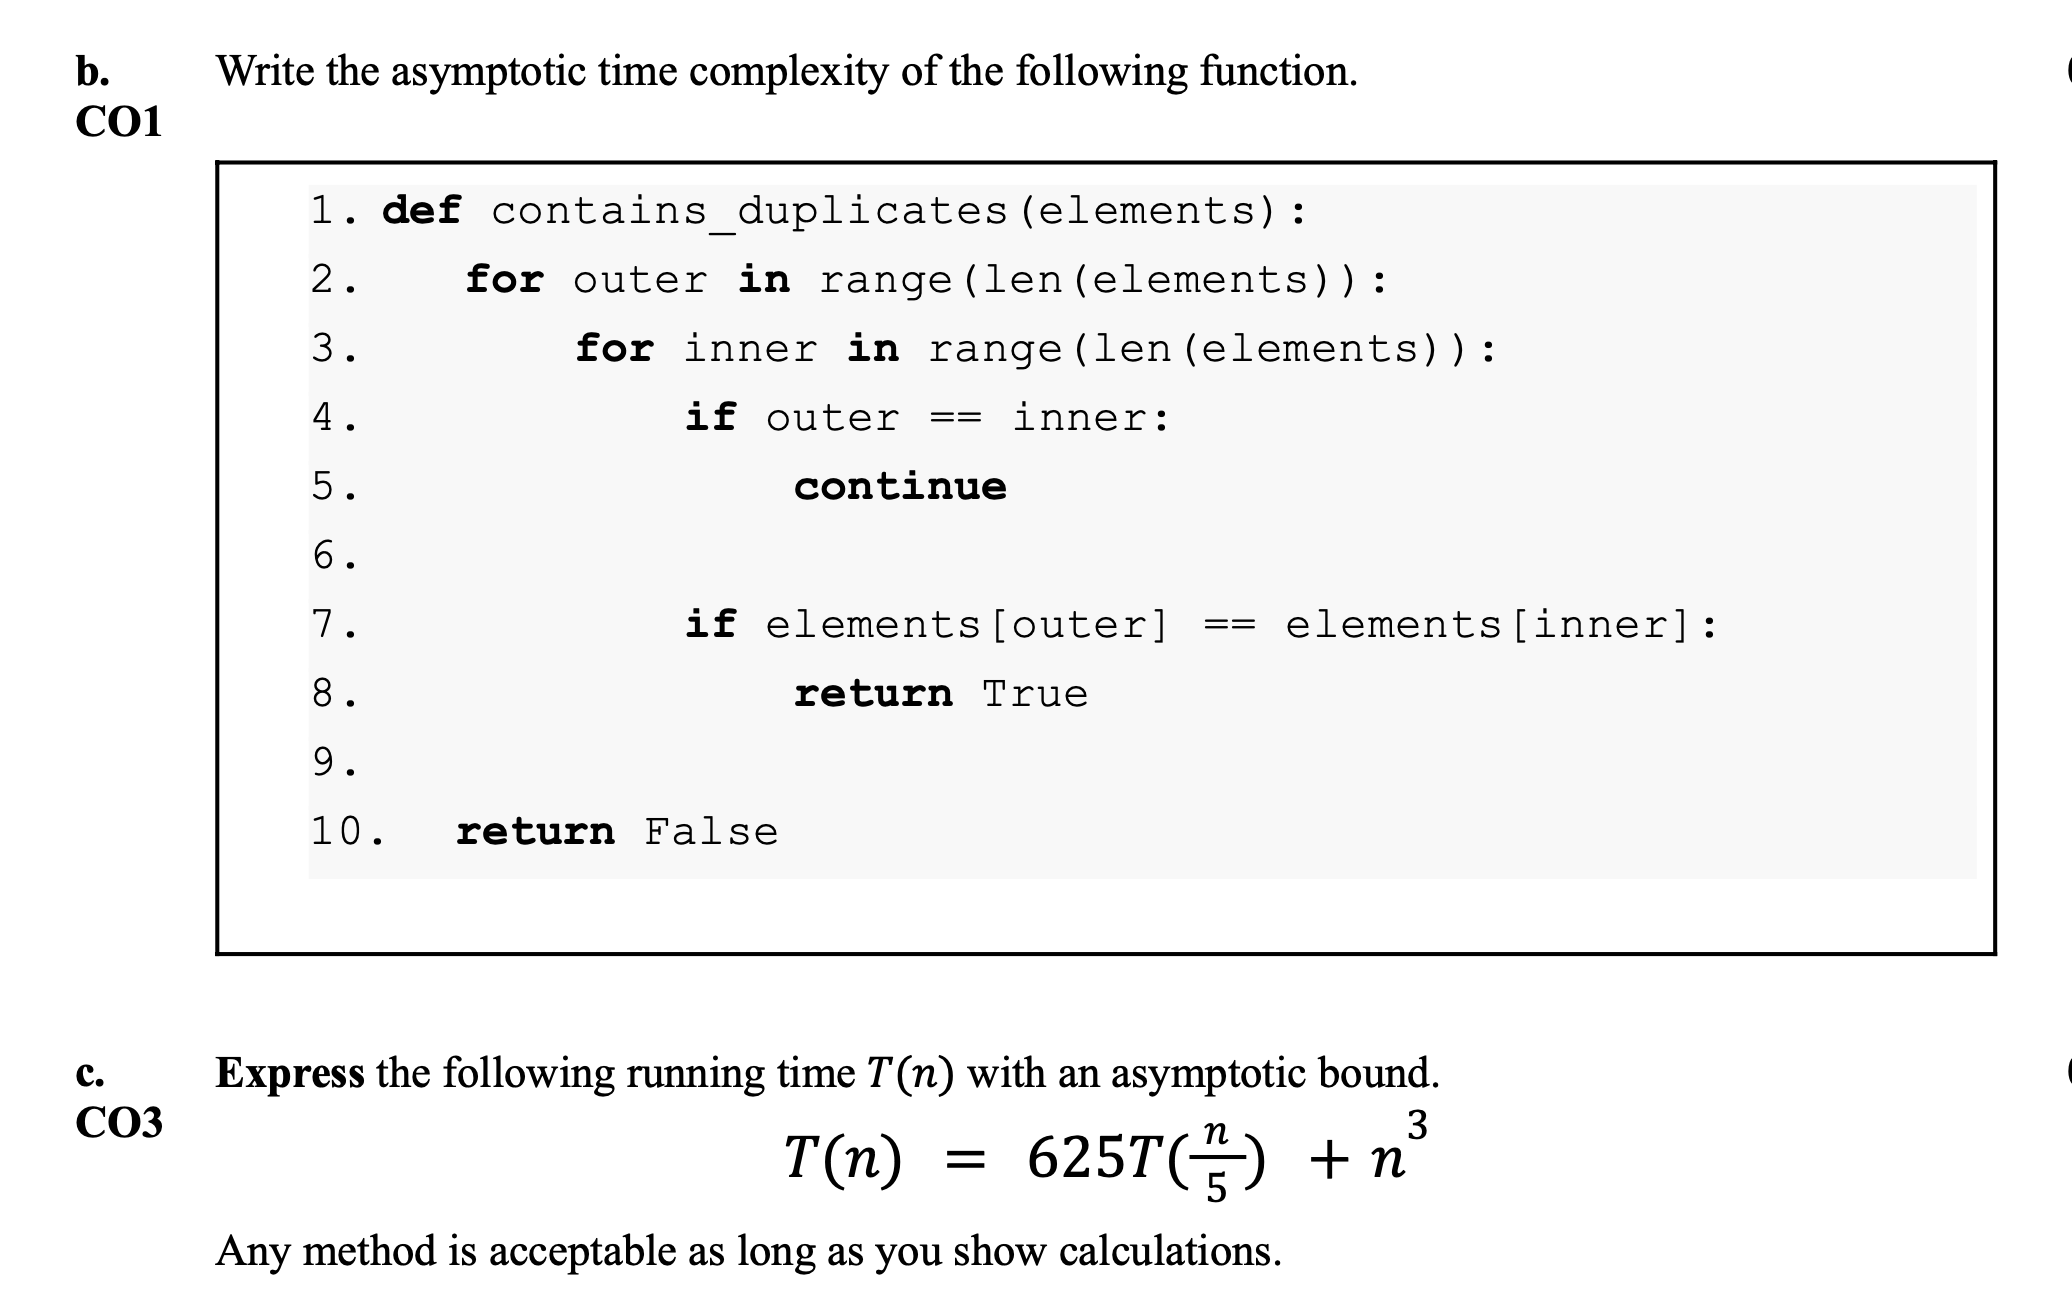 b. Write the asymptotic time complexity of the following function.
CO1
1. def contains_duplicates(elements):
2. for outer in range(len(elements)):
3. for inner in range(len(elements)):
4. if outer == inner:
5. continue
6.
7. if elements[outer] == elements[inner]:
8. return True
9.
10. return False
c. Express the following running time T(n) with an asymptotic bound.
CO3
T(n) = 625T(n/5) + n³
Any method is acceptable as long as you show calculations.